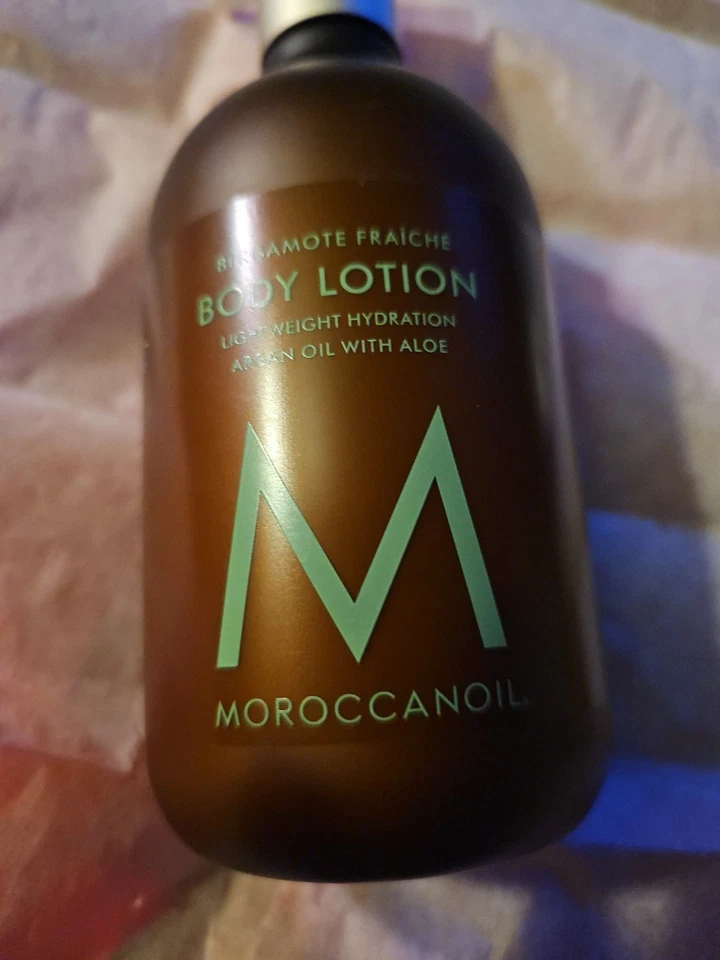 BERGAMOTE FRAÎCHE
BODY LOTION
LIGHTWEIGHT HYDRATION
ARGAN OIL WITH ALOE
M
MOROCCANOIL